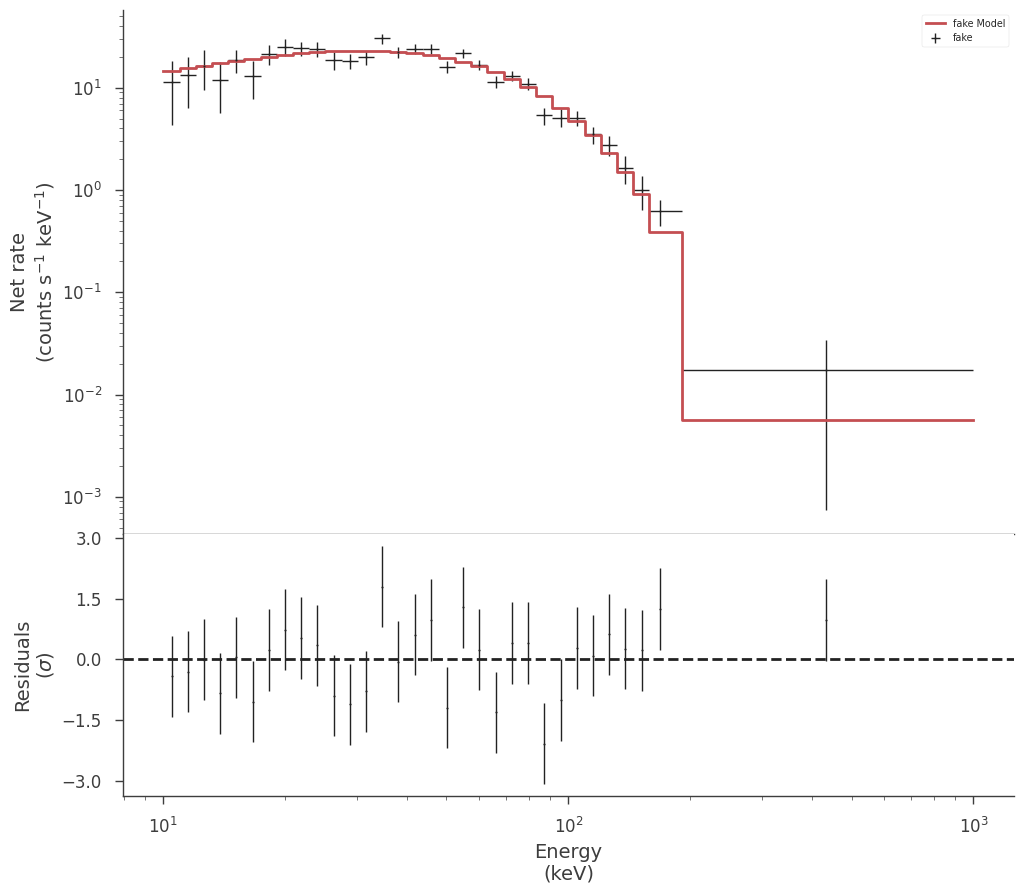 fake Model
fake
Net rate
(counts s⁻¹ keV⁻¹)
10¹
10⁰
10⁻¹
10⁻²
10⁻³
Residuals
(σ)
3.0
1.5
0.0
−1.5
−3.0
10¹
10²
10³
Energy
(keV)